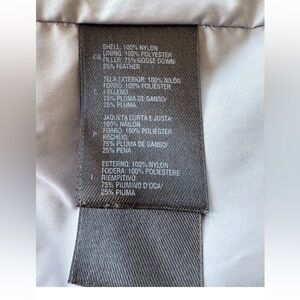 SHELL: 100% NYLON
LINING: 100% POLYESTER
FILLER: 75% GOOSE DOWN/
25% FEATHER
TELA EXTERIOR: 100% NILÓN
FORRO: 100% POLIESTER
RELLENO:
75% PLUMA DE GANSO/
25% PLUMA
JAQUETA CURTA E JUSTA:
100% NAILON
P FORRO: 100% POLIÉSTER
RECHEIO:
75% PLUMA DE GANSO/
25% PENA
ESTERNO: 100% NYLON
FODERA: 100% POLIESTERE
I RIEMPITIVO:
75% PIUMINO D'OCA/
25% PIUMA